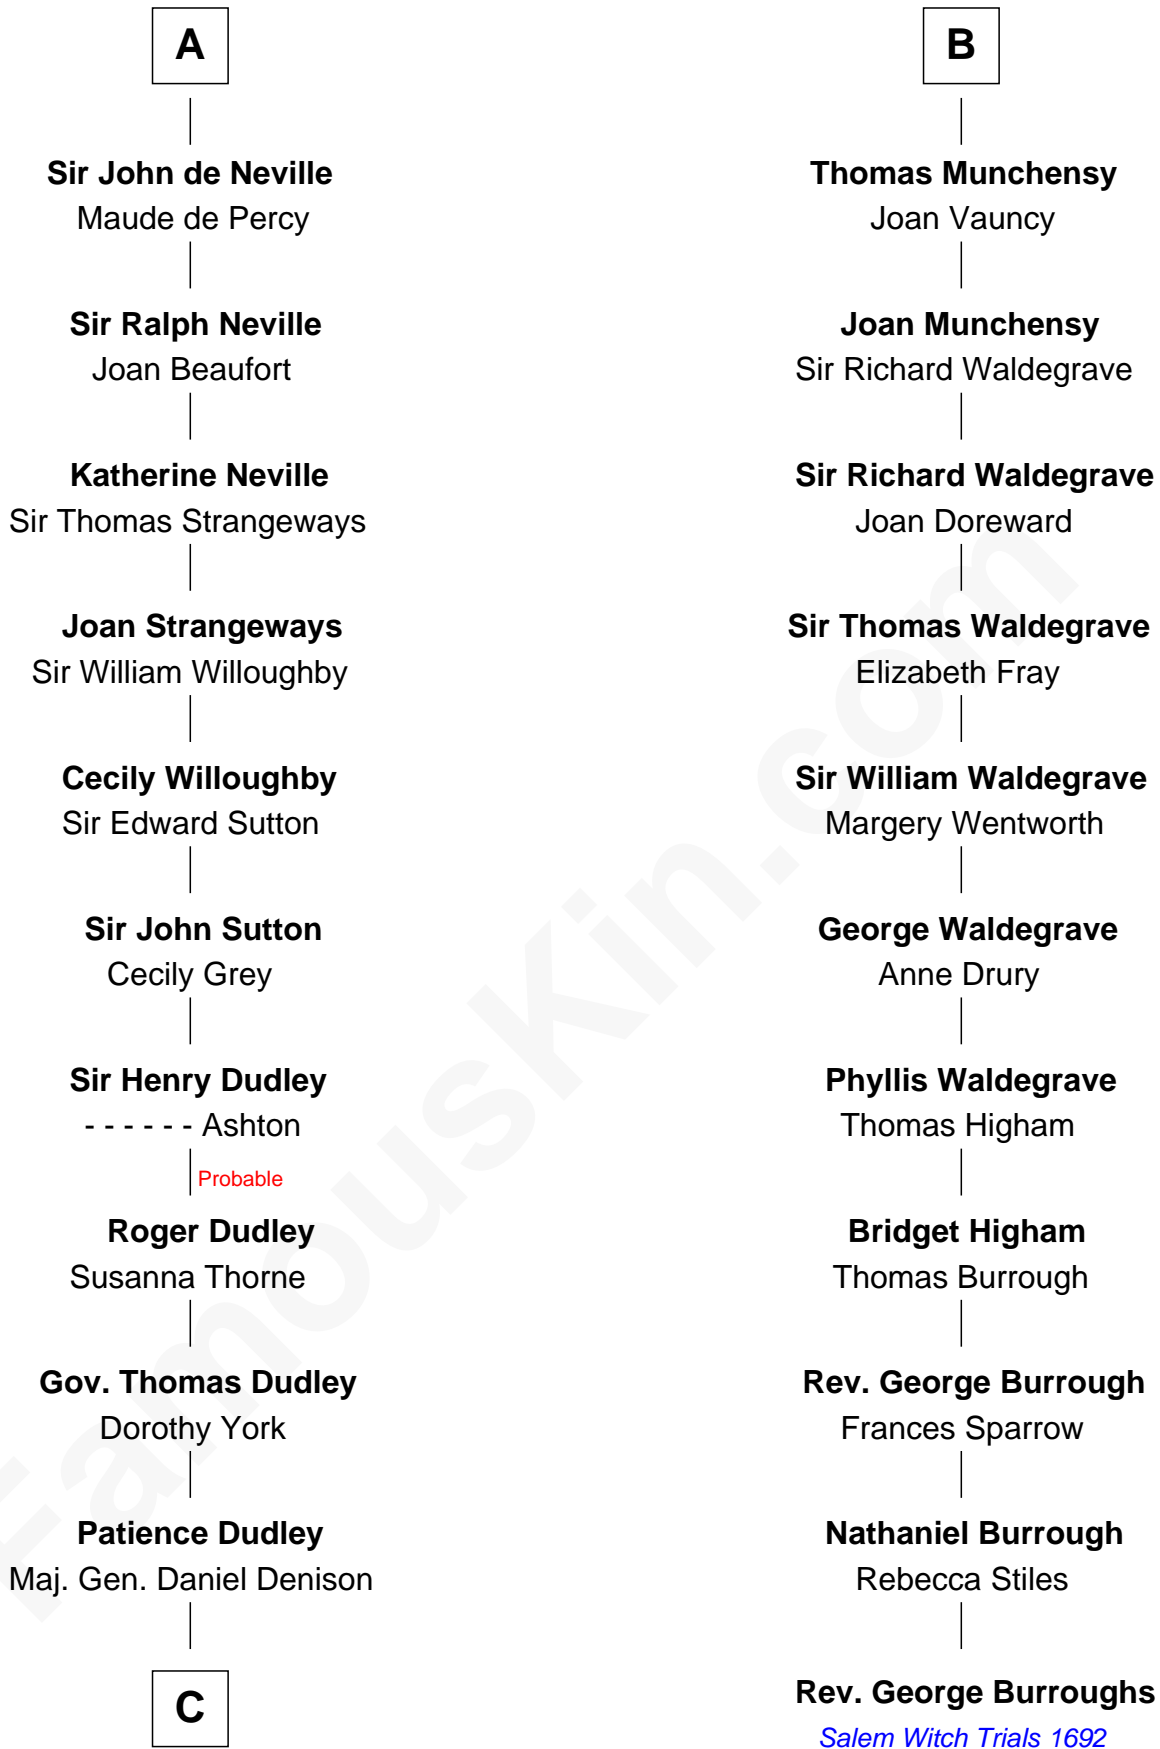 A
Sir John de Neville
Maude de Percy
Sir Ralph Neville
Joan Beaufort
Katherine Neville
Sir Thomas Strangeways
Joan Strangeways
Sir William Willoughby
Cecily Willoughby
Sir Edward Sutton
Sir John Sutton
Cecily Grey
Sir Henry Dudley
- - - - - - Ashton
Probable
Roger Dudley
Susanna Thorne
Gov. Thomas Dudley
Dorothy York
Patience Dudley
Maj. Gen. Daniel Denison
C
B
Thomas Munchensy
Joan Vauncy
Joan Munchensy
Sir Richard Waldegrave
Sir Richard Waldegrave
Joan Doreward
Sir Thomas Waldegrave
Elizabeth Fray
Sir William Waldegrave
Margery Wentworth
George Waldegrave
Anne Drury
Phyllis Waldegrave
Thomas Higham
Bridget Higham
Thomas Burrough
Rev. George Burrough
Frances Sparrow
Nathaniel Burrough
Rebecca Stiles
Rev. George Burroughs
Salem Witch Trials 1692
FamousKin.com